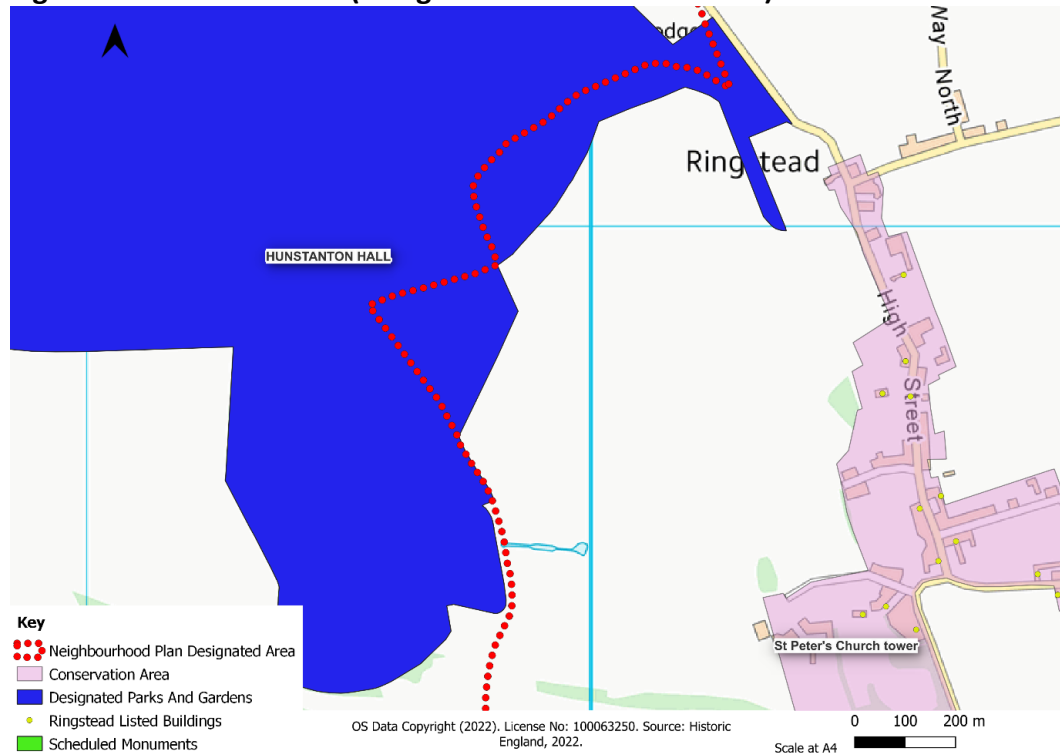 Way North
Ringstead
HUNSTANTON HALL
High Street
St Peter's Church tower
Key
Neighbourhood Plan Designated Area
Conservation Area
Designated Parks And Gardens
Ringstead Listed Buildings
Scheduled Monuments
OS Data Copyright (2022). License No: 100063250. Source: Historic
England, 2022.
0 100 200 m
Scale at A4